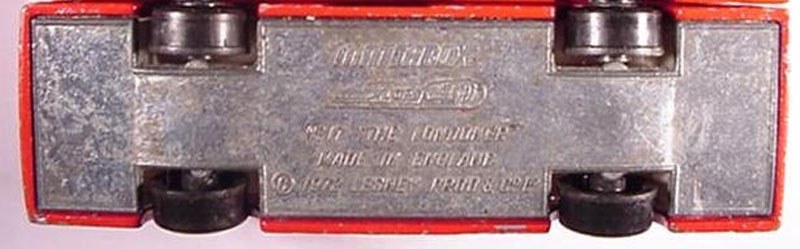 MATCHBOX
Nº17 "THE LONDONER"
MADE IN ENGLAND
© 1972 LESNEY PROD & CO LTD